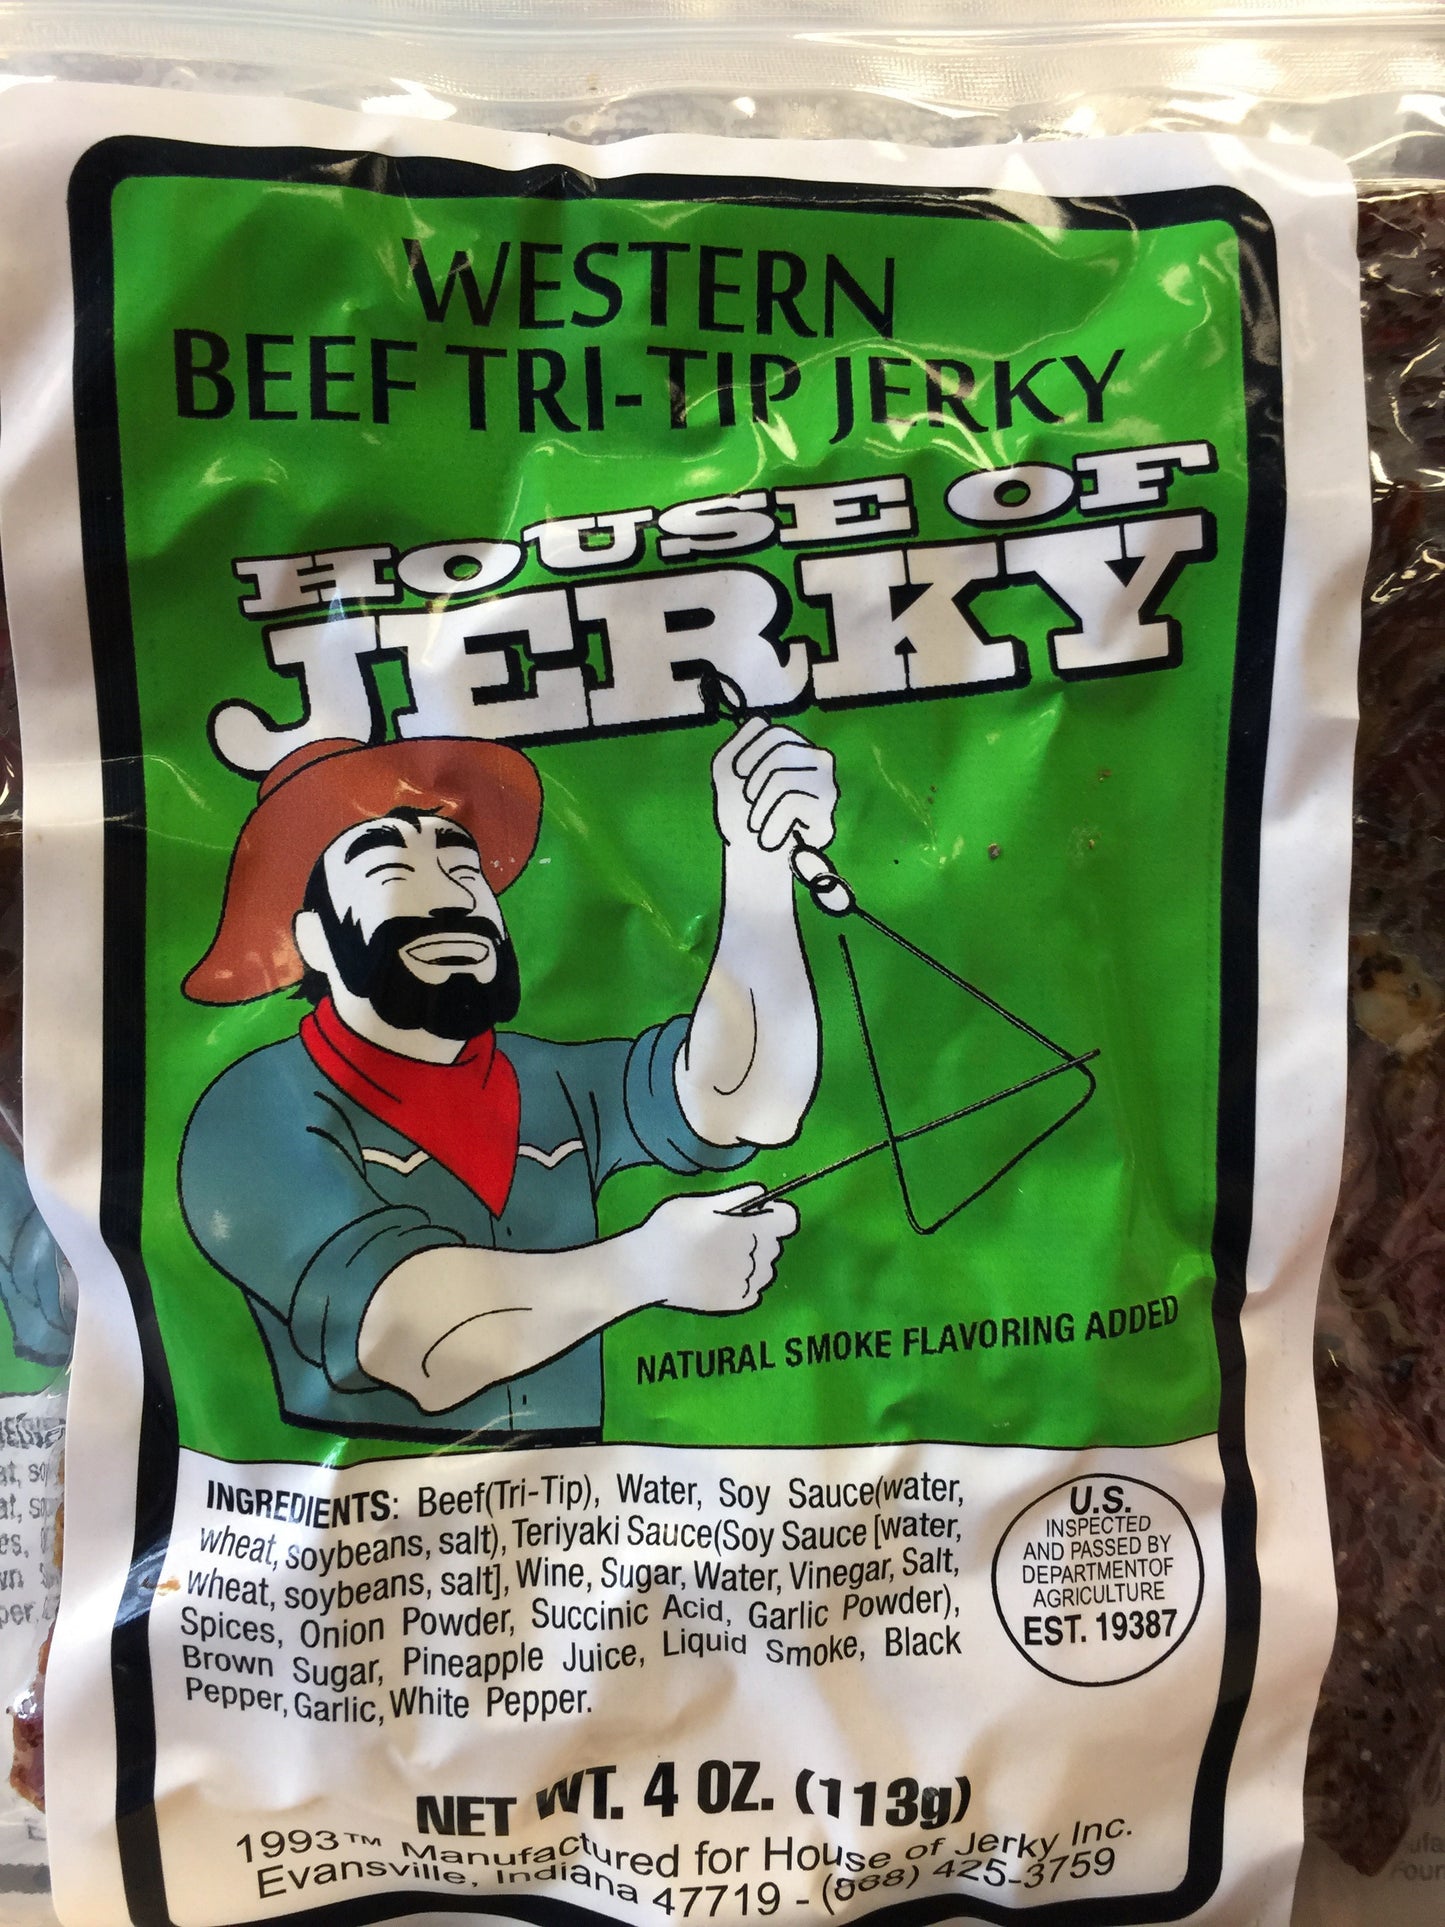 WESTERN
BEEF TRI-TIP JERKY
HOUSE OF
JERKY
NATURAL SMOKE FLAVORING ADDED
INGREDIENTS: Beef(Tri-Tip), Water, Soy Sauce(water,
wheat, soybeans, salt), Teriyaki Sauce(Soy Sauce [water,
wheat, soybeans, salt], Wine, Sugar, Water, Vinegar, Salt,
Spices, Onion Powder, Succinic Acid, Garlic Powder),
Brown Sugar, Pineapple Juice, Liquid Smoke, Black
Pepper, Garlic, White Pepper.
U.S.
INSPECTED
AND PASSED BY
DEPARTMENTOF
AGRICULTURE
EST. 19387
NET WT. 4 OZ. (113g)
1993™ Manufactured for House of Jerky Inc.
Evansville, Indiana 47719 - (868) 425-3759